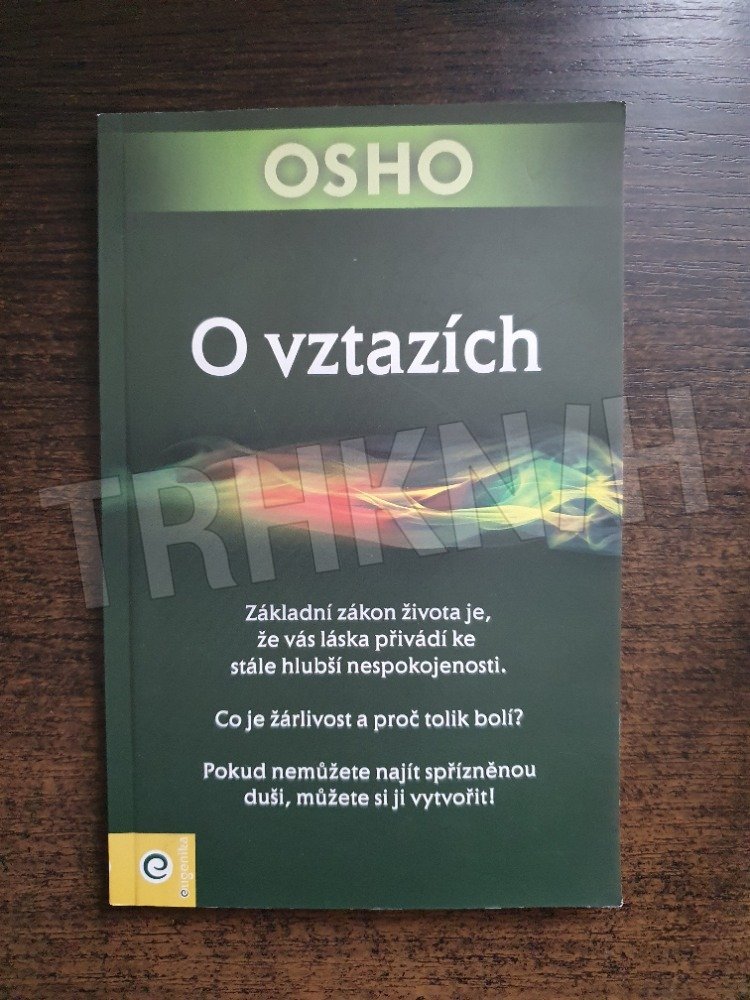 OSHO
O vztazích
TRHKNIH
Základní zákon života je,
že vás láska přivádí ke
stále hlubší nespokojenosti.
Co je žárlivost a proč tolik bolí?
Pokud nemůžete najít spřízněnou
duši, můžete si ji vytvořit!
eugenika